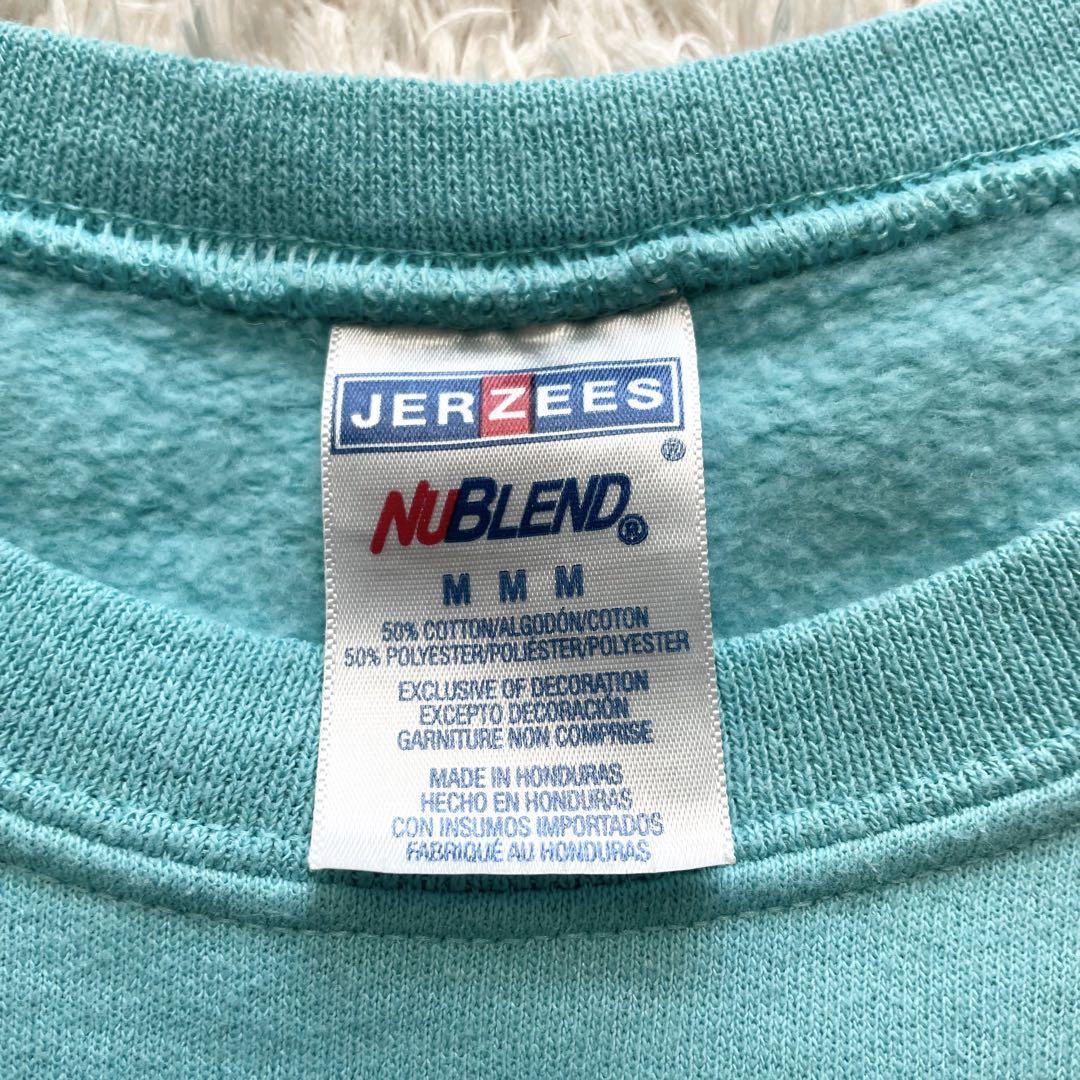 JERZEES
®
NUBLEND®
M M M
50% COTTON/ALGODÓN/COTON
50% POLYESTER/POLIÉSTER/POLYESTER
EXCLUSIVE OF DECORATION
EXCEPTO DECORACIÓN
GARNITURE NON COMPRISE
MADE IN HONDURAS
HECHO EN HONDURAS
CON INSUMOS IMPORTADOS
FABRIQUÉ AU HONDURAS